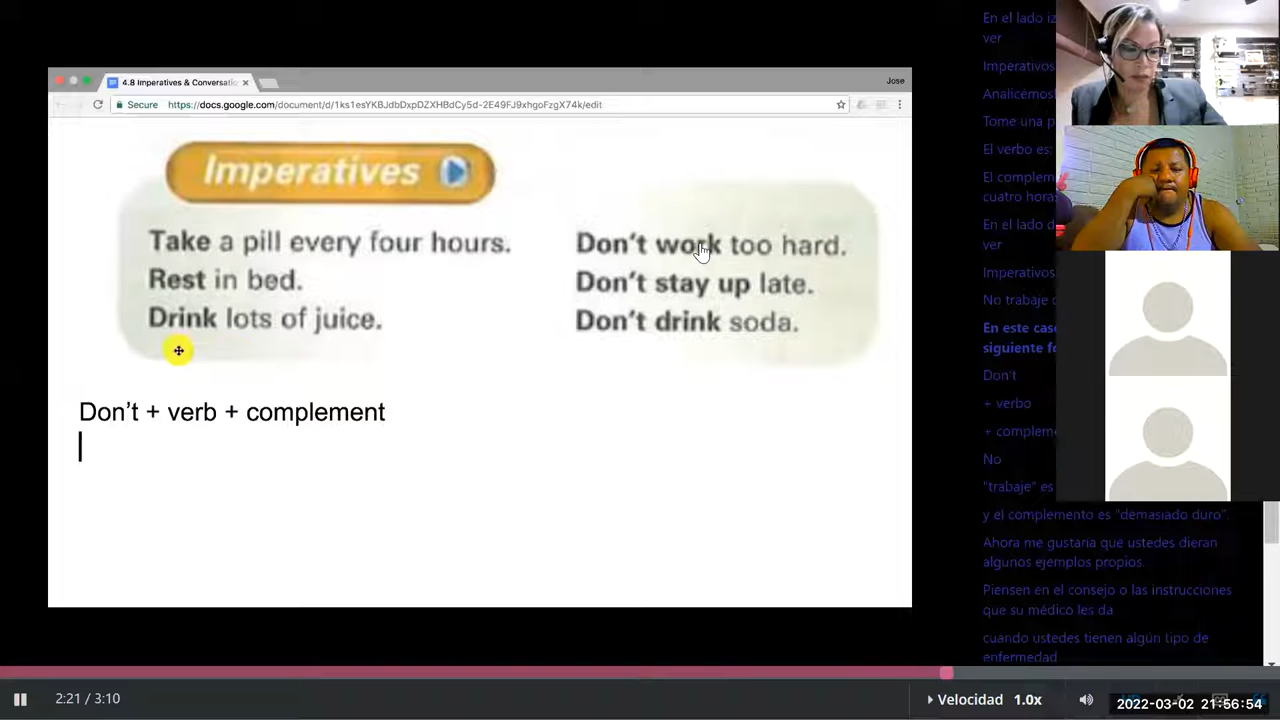 4.8 Imperatives & Conversatio
Jose
Secure
https://docs.google.com/document/d/1ks1esYKBJdbDxpDZXHBdCy5d-2E49FJ9xhgoFzgX74k/edit
Imperatives
Take a pill every four hours.
Rest in bed.
Drink lots of juice.
Don't work too hard.
Don't stay up late.
Don't drink soda.
Don't + verb + complement
En el lado iz
ver
Imperativos
Analicémosl
Tome una p
El verbo es:
El complem
cuatro horas
En el lado d
ver
Imperativos
No trabaje d
En este caso
siguiente fo
Don't
+ verbo
+ compleme
No
"trabaje" es
y el complemento es "demasiado duro".
Ahora me gustaría que ustedes dieran
algunos ejemplos propios.
Piensen en el consejo o las instrucciones
que su médico les da
cuando ustedes tienen algún tipo de
enfermedad
2:21 / 3:10
Velocidad 1.0x
2022-03-02 21:56:54